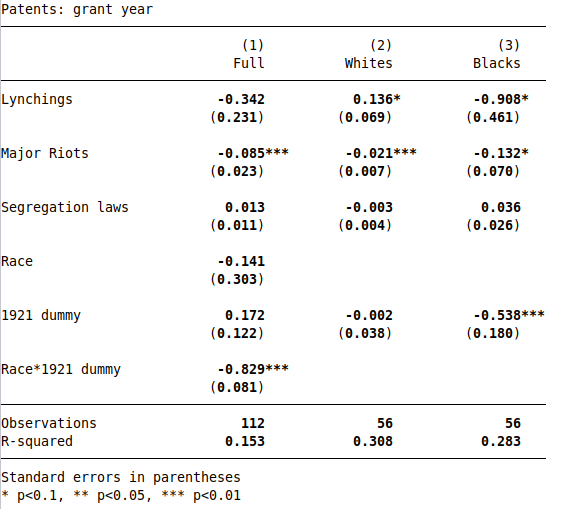 Patents: grant year
(1) (2) (3)
Full Whites Blacks
Lynchings -0.342 0.136* -0.908*
(0.231) (0.069) (0.461)
Major Riots -0.085*** -0.021*** -0.132*
(0.023) (0.007) (0.070)
Segregation laws 0.013 -0.003 0.036
(0.011) (0.004) (0.026)
Race -0.141
(0.303)
1921 dummy 0.172 -0.002 -0.538***
(0.122) (0.038) (0.180)
Race*1921 dummy -0.829***
(0.081)
Observations 112 56 56
R-squared 0.153 0.308 0.283
Standard errors in parentheses
* p<0.1, ** p<0.05, *** p<0.01